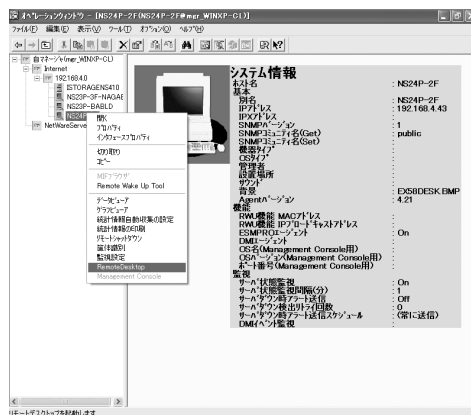 オペレーションウィンドウ - [NS24P-2F(NS24P-2F@mgr_WINXP-CL)]
ファイル(F) 編集(E) 表示(V) ツール(T) オプション(O) ヘルプ(H)
自マネージャ(mgr_WINXP-CL)
Internet
192.168.4.0
ISTORAGENS410
NS23P-3F-NAGAE
NS23P-BABLD
NS24P
NetWareServe
開く
プロパティ
インタフェースプロパティ
切り取り
コピー
MIFブラウザ
Remote Wake Up Tool
データビューア
グラフビューア
統計情報自動収集の設定
統計情報の印刷
リモートシャットダウン
筐体識別
監視設定
RemoteDesktop
Management Console
システム情報
ホスト名 : NS24P-2F
基本
別名 : NS24P-2F
IPアドレス : 192.168.4.43
IPXアドレス :
SNMPバージョン : 1
SNMPコミュニティ名(Get) : public
SNMPコミュニティ名(Set) :
機器タイプ :
OSタイプ :
管理者 :
設置場所 :
サウンド :
背景 : EX58DESK.BMP
Agentバージョン : 4.21
機能
RWU機能 MACアドレス :
RWU機能 IPブロードキャストアドレス :
ESMPROエージェント : On
DMIエージェント :
OS名(Management Console用) :
OSバージョン(Management Console用) :
ポート番号(Management Console用) :
監視
サーバ状態監視 : On
サーバ状態監視間隔(分) : 1
サーバダウン時アラート送信 : Off
サーバダウン検出リトライ回数 : 0
サーバダウン時アラート送信スケジュール : (常に送信)
DMIイベント監視 :
リモートデスクトップを起動します